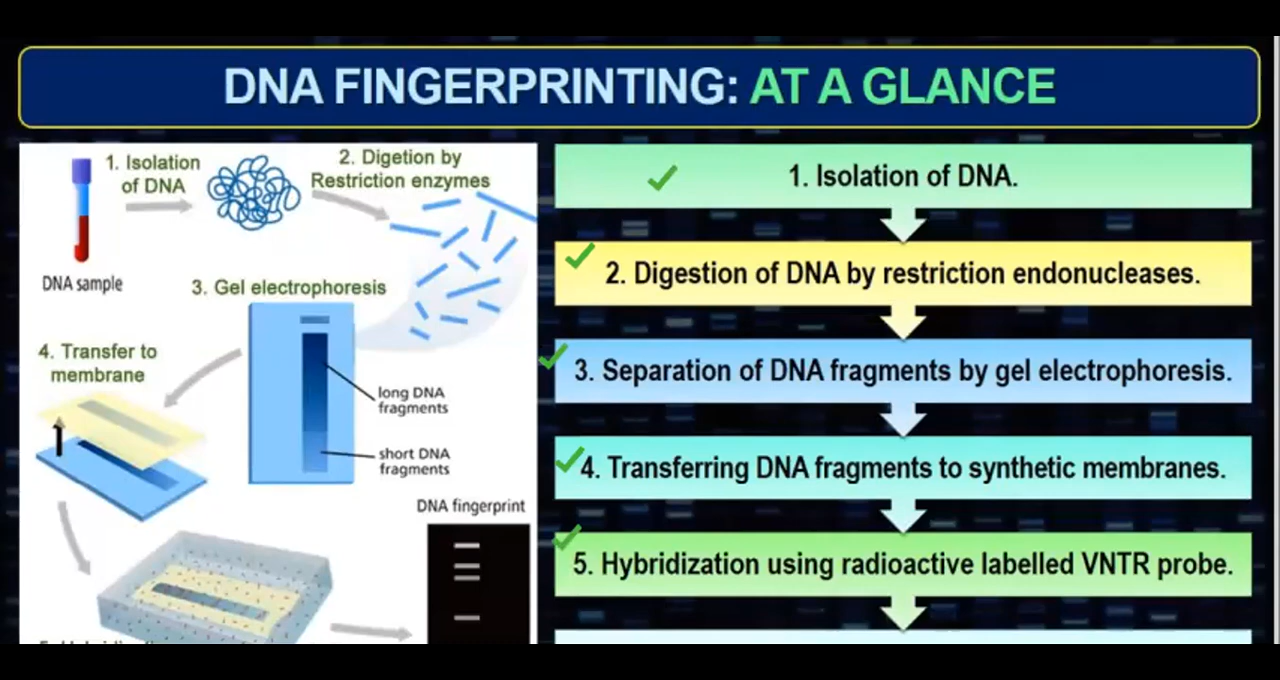 DNA FINGERPRINTING: AT A GLANCE
1. Isolation
of DNA
2. Digetion by
Restriction enzymes
DNA sample
3. Gel electrophoresis
4. Transfer to
membrane
long DNA
fragments
short DNA
fragments
DNA fingerprint
1. Isolation of DNA.
2. Digestion of DNA by restriction endonucleases.
3. Separation of DNA fragments by gel electrophoresis.
4. Transferring DNA fragments to synthetic membranes.
5. Hybridization using radioactive labelled VNTR probe.